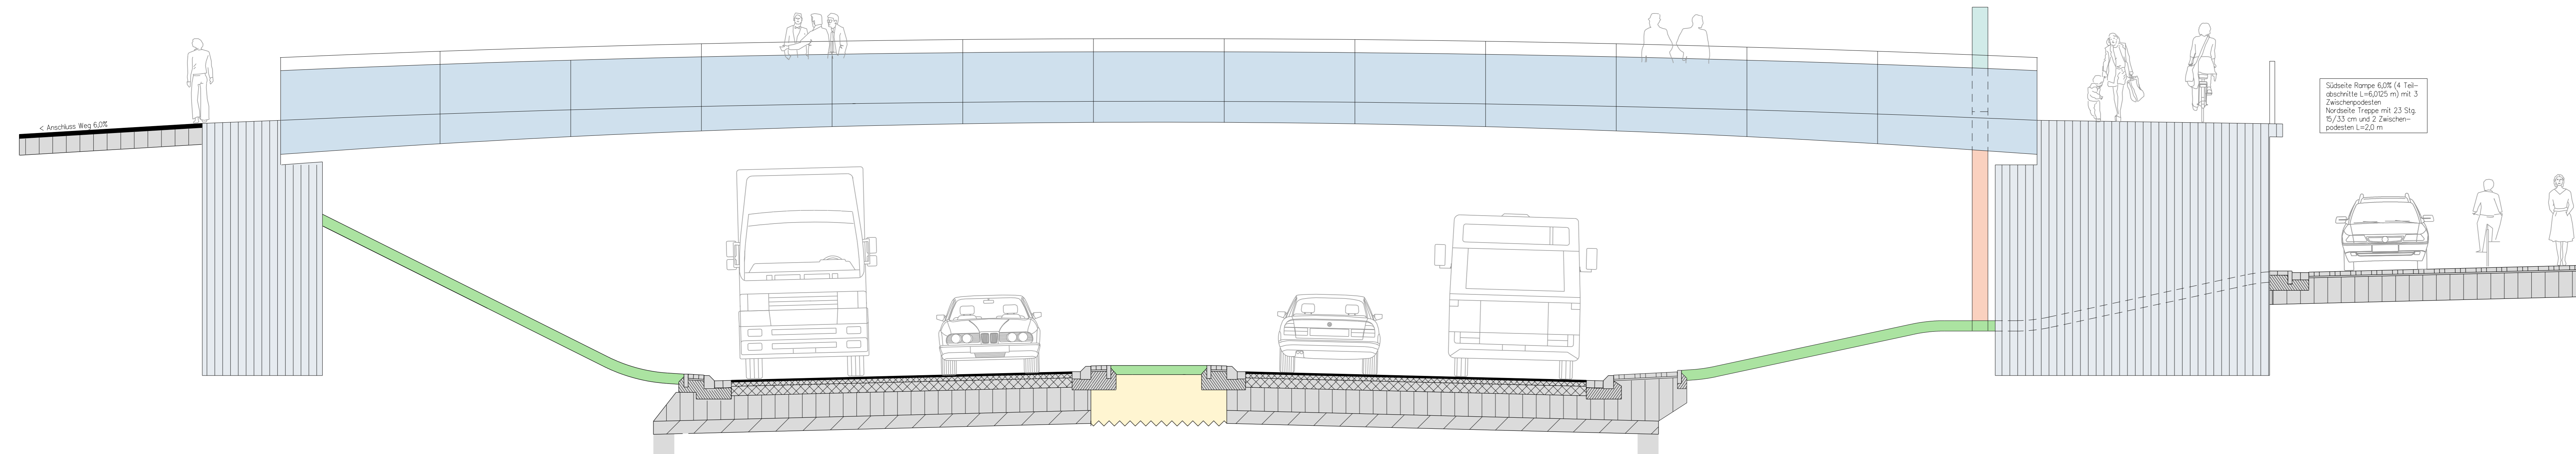 < Anschluss Weg 6,0%
Südseite Rampe 6,0% (4 Teil-
abschnitte L=6,0125 m) mit 3
Zwischenpodesten
Nordseite Treppe mit 23 Stg.
15/33 cm und 2 Zwischen-
podesten L=2,0 m